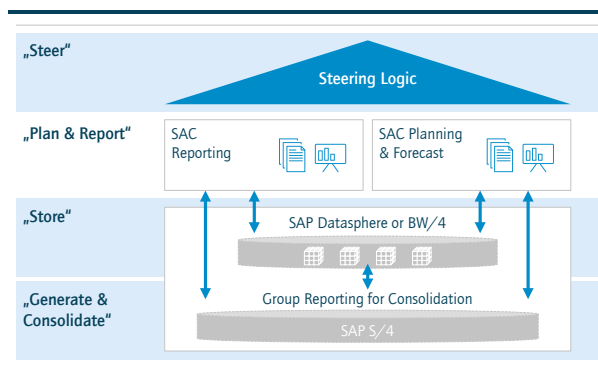 „Steer"
Steering Logic
„Plan & Report"
SAC
Reporting
SAC Planning
& Forecast
„Store"
SAP Datasphere or BW/4
„Generate &
Consolidate"
Group Reporting for Consolidation
SAP S/4